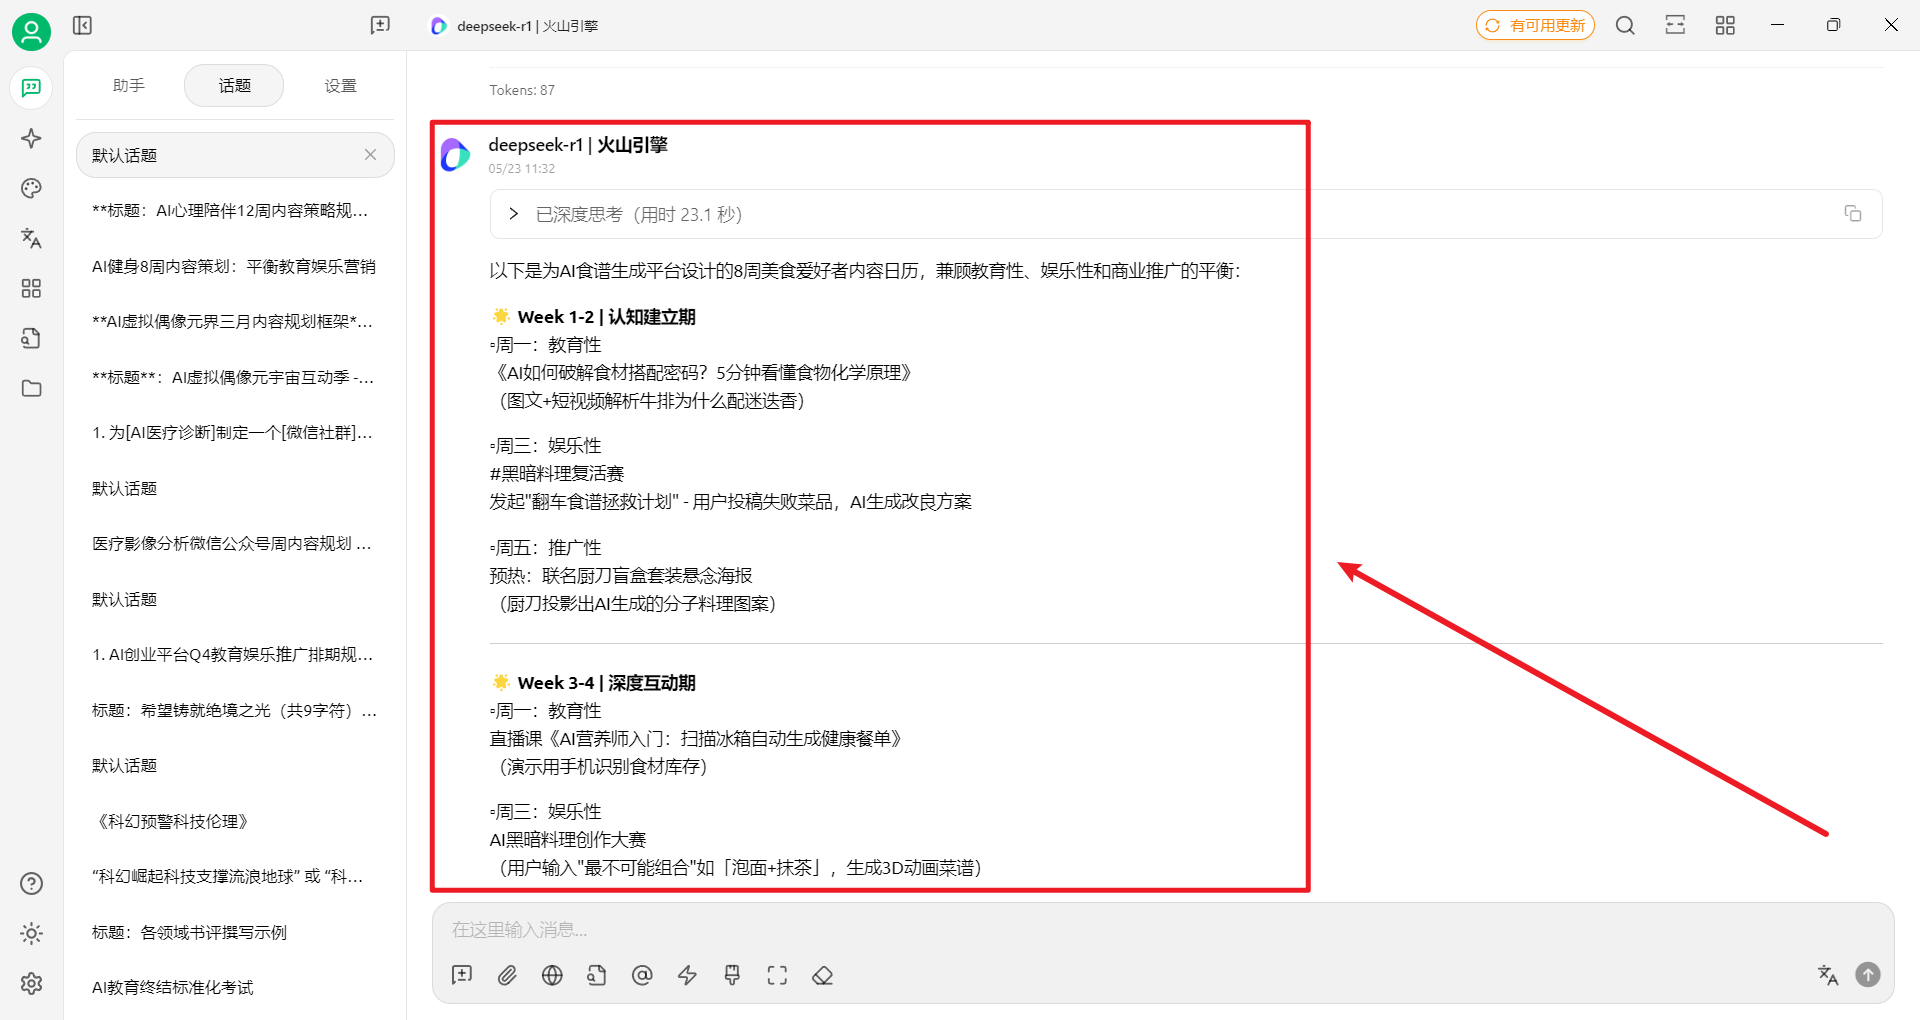 deepseek-r1 | 火山引擎
有可用更新
助手
话题
设置
默认话题
**标题：AI心理陪伴12周内容策略规...
AI健身8周内容策划：平衡教育娱乐营销
**AI虚拟偶像元界三月内容规划框架*...
**标题**：AI虚拟偶像元宇宙互动季 -...
1. 为[AI医疗诊断]制定一个[微信社群]...
默认话题
医疗影像分析微信公众号周内容规划 ...
默认话题
1. AI创业平台Q4教育娱乐推广排期规...
标题：希望铸就绝境之光（共9字符）...
默认话题
《科幻预警科技伦理》
“科幻崛起科技支撑流浪地球” 或 “科...
标题：各领域书评撰写示例
AI教育终结标准化考试
Tokens: 87
deepseek-r1 | 火山引擎
05/23 11:32
已深度思考（用时 23.1 秒）
以下是为AI食谱生成平台设计的8周美食爱好者内容日历，兼顾教育性、娱乐性和商业推广的平衡：
🌟 Week 1-2 | 认知建立期
▫周一：教育性
《AI如何破解食材搭配密码？5分钟看懂食物化学原理》
（图文+短视频解析牛排为什么配迷迭香）
▫周三：娱乐性
#黑暗料理复活赛
发起"翻车食谱拯救计划" - 用户投稿失败菜品，AI生成改良方案
▫周五：推广性
预热：联名厨刀盲盒套装悬念海报
（厨刀投影出AI生成的分子料理图案）
🌟 Week 3-4 | 深度互动期
▫周一：教育性
直播课《AI营养师入门：扫描冰箱自动生成健康餐单》
（演示用手机识别食材库存）
▫周三：娱乐性
AI黑暗料理创作大赛
（用户输入"最不可能组合"如「泡面+抹茶」，生成3D动画菜谱）
在这里输入消息...